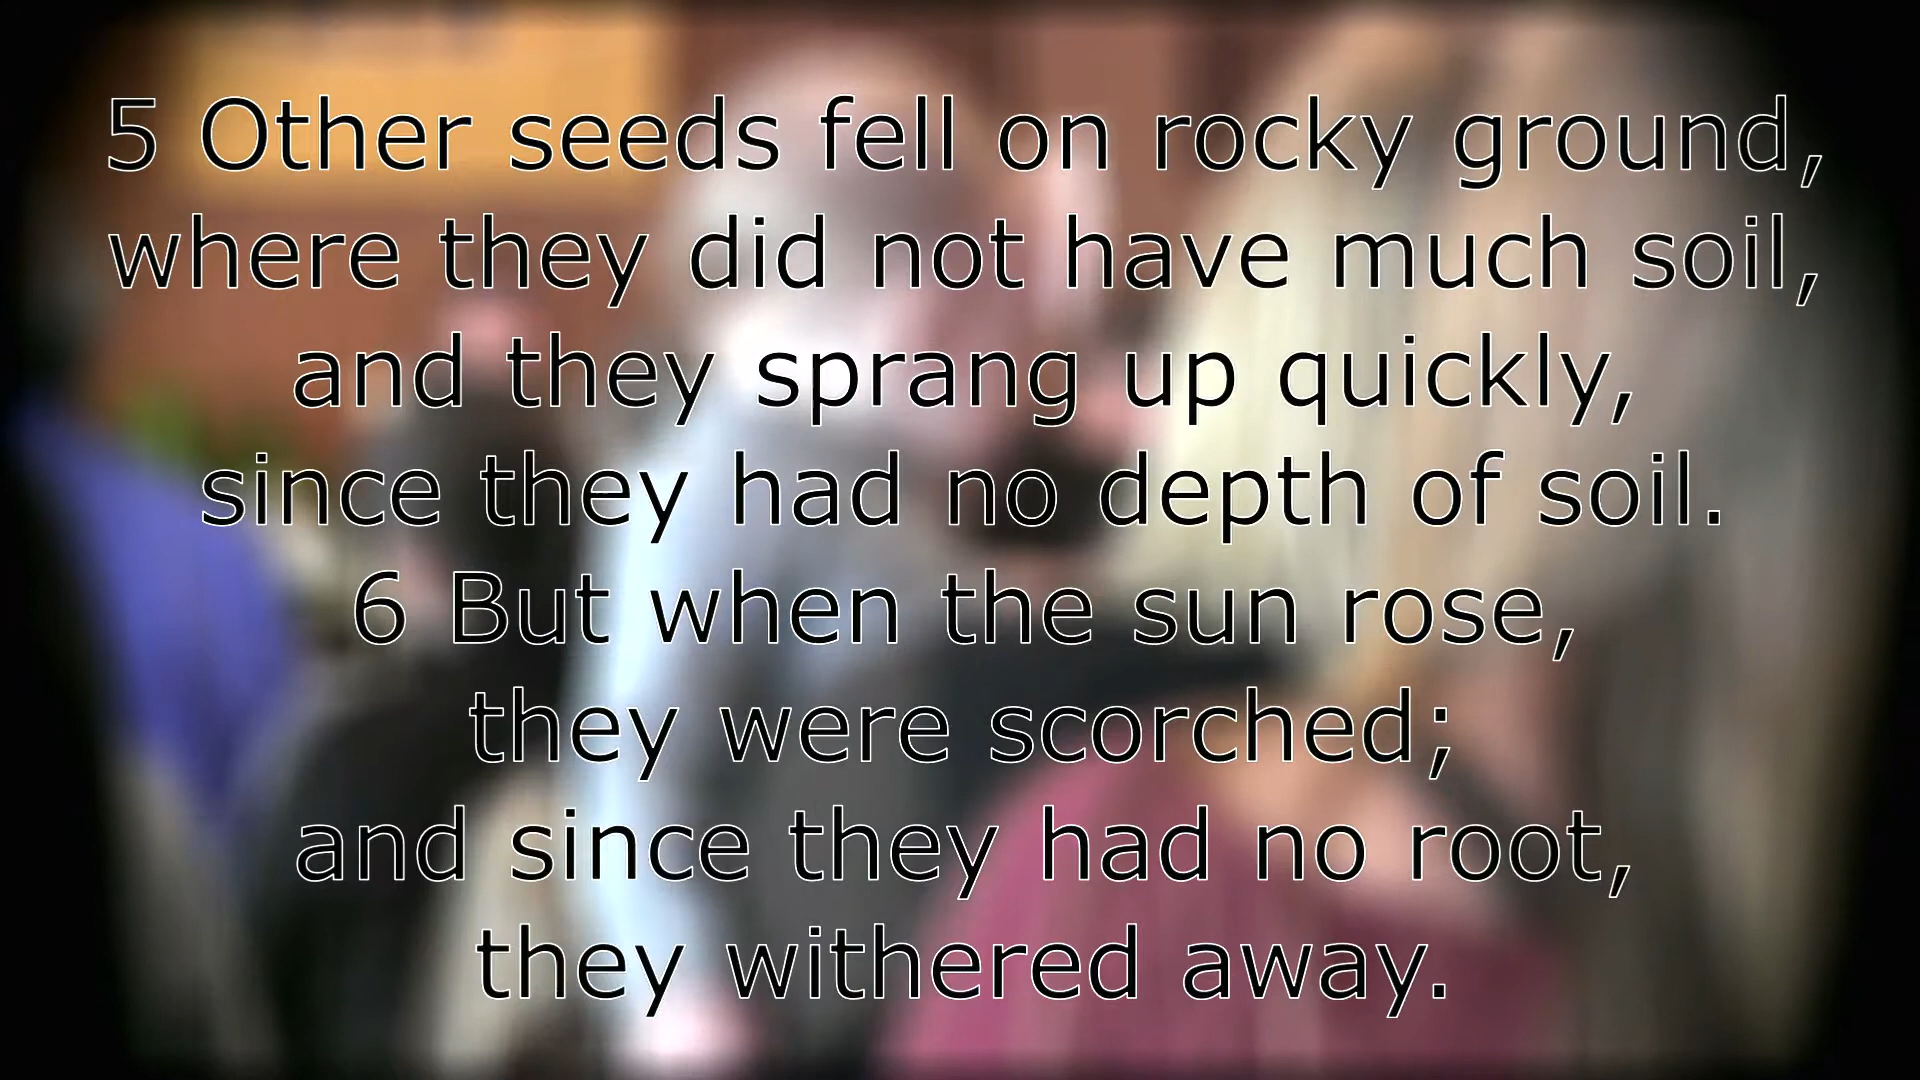 5 Other seeds fell on rocky ground,
where they did not have much soil,
and they sprang up quickly,
since they had no depth of soil.
6 But when the sun rose,
they were scorched;
and since they had no root,
they withered away.